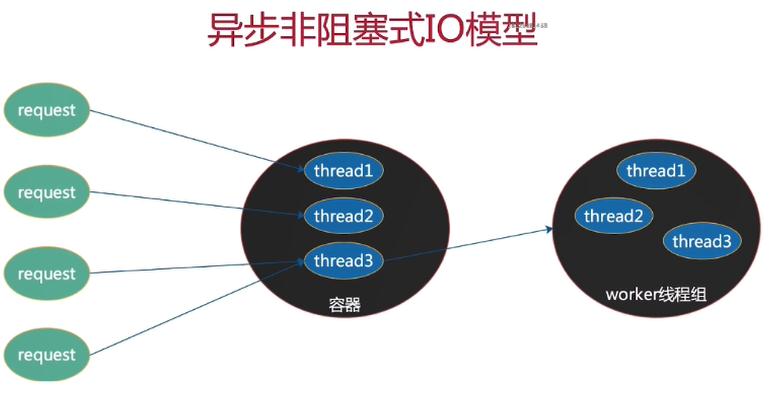 异步非阻塞式IO模型
request
request
request
request
thread1
thread2
thread3
容器
thread1
thread2
thread3
worker线程组